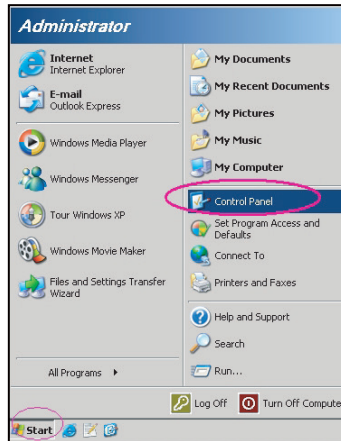 Administrator
Internet
Internet Explorer
E-mail
Outlook Express
Windows Media Player
Windows Messenger
Tour Windows XP
Windows Movie Maker
Files and Settings Transfer
Wizard
All Programs
My Documents
My Recent Documents
My Pictures
My Music
My Computer
Control Panel
Set Program Access and
Defaults
Connect To
Printers and Faxes
Help and Support
Search
Run...
Log Off
Turn Off Compute
Start